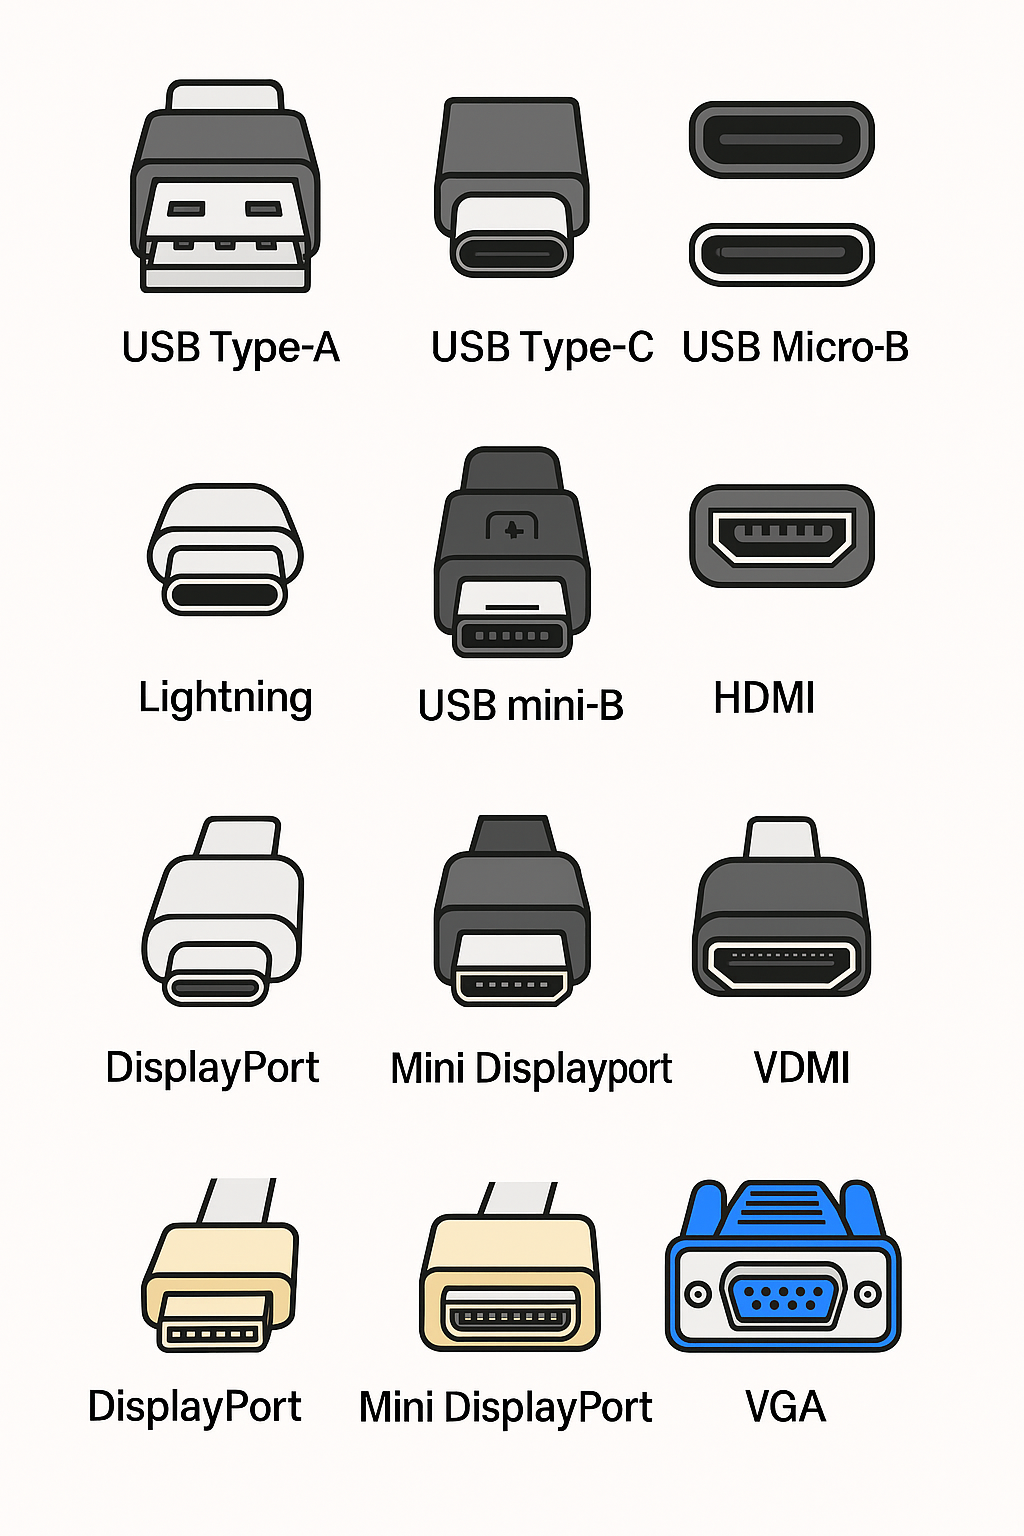 USB Type-A
USB Type-C
USB Micro-B
Lightning
USB mini-B
HDMI
DisplayPort
Mini Displayport
VDMI
DisplayPort
Mini DisplayPort
VGA